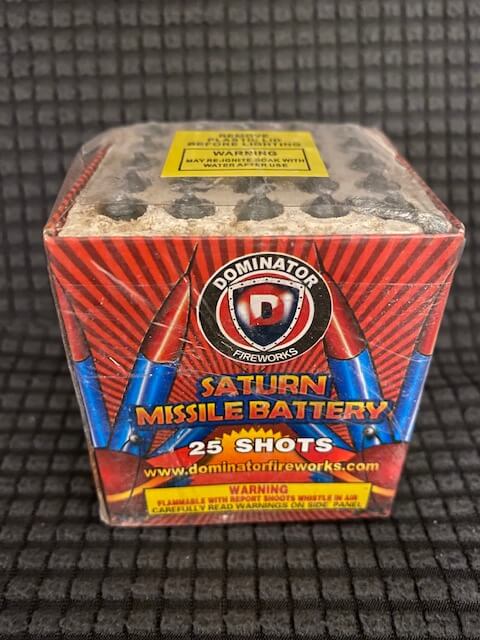 REMOVE
PLASTIC LID
BEFORE LIGHTING
WARNING
MAY RE-IGNITE.SOAK WITH
WATER AFTER USE
DOMINATOR
D
FIREWORKS
SATURN
MISSILE BATTERY
25 SHOTS
www.dominatorfireworks.com
WARNING
FLAMMABLE WITH REPORT SHOOTS WHISTLE IN AIR
CAREFULLY READ WARNINGS ON SIDE PANEL